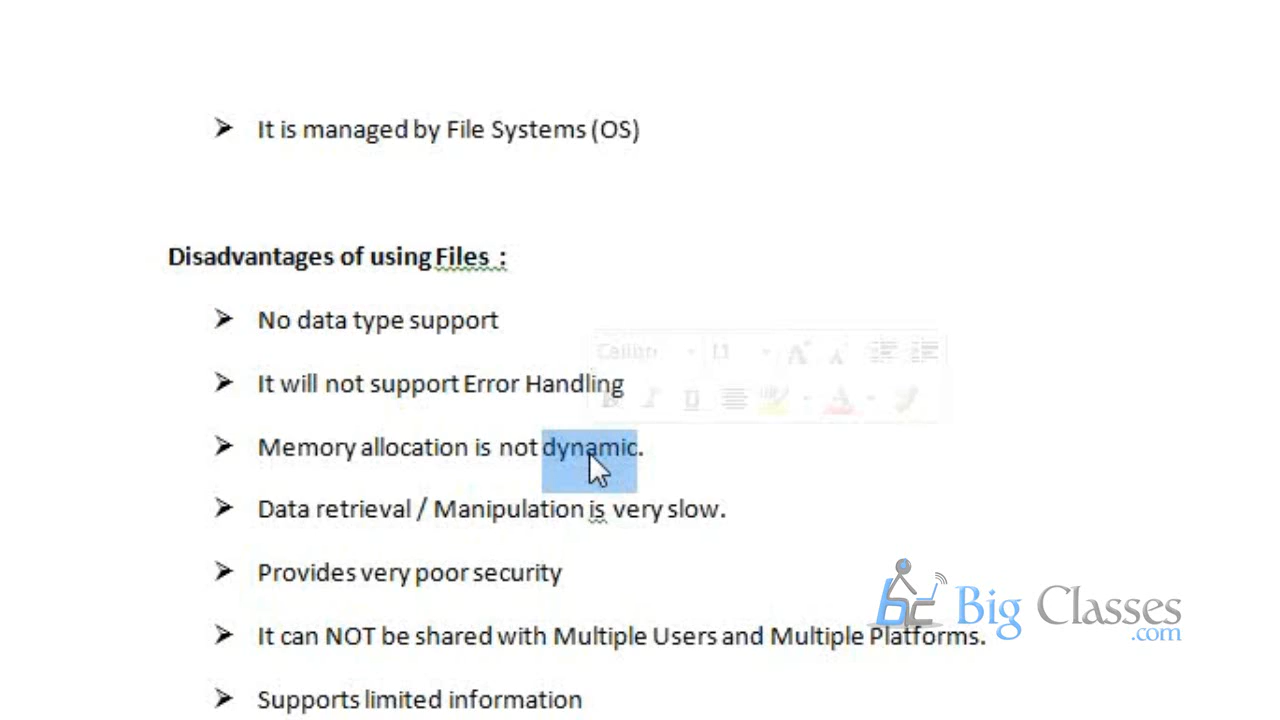 It is managed by File Systems (OS)
Disadvantages of using Files :
No data type support
Calibri 11 A A
It will not support Error Handling
B I U A
Memory allocation is not dynamic.
Data retrieval / Manipulation is very slow.
Provides very poor security
Big Classes
.com
It can NOT be shared with Multiple Users and Multiple Platforms.
Supports limited information